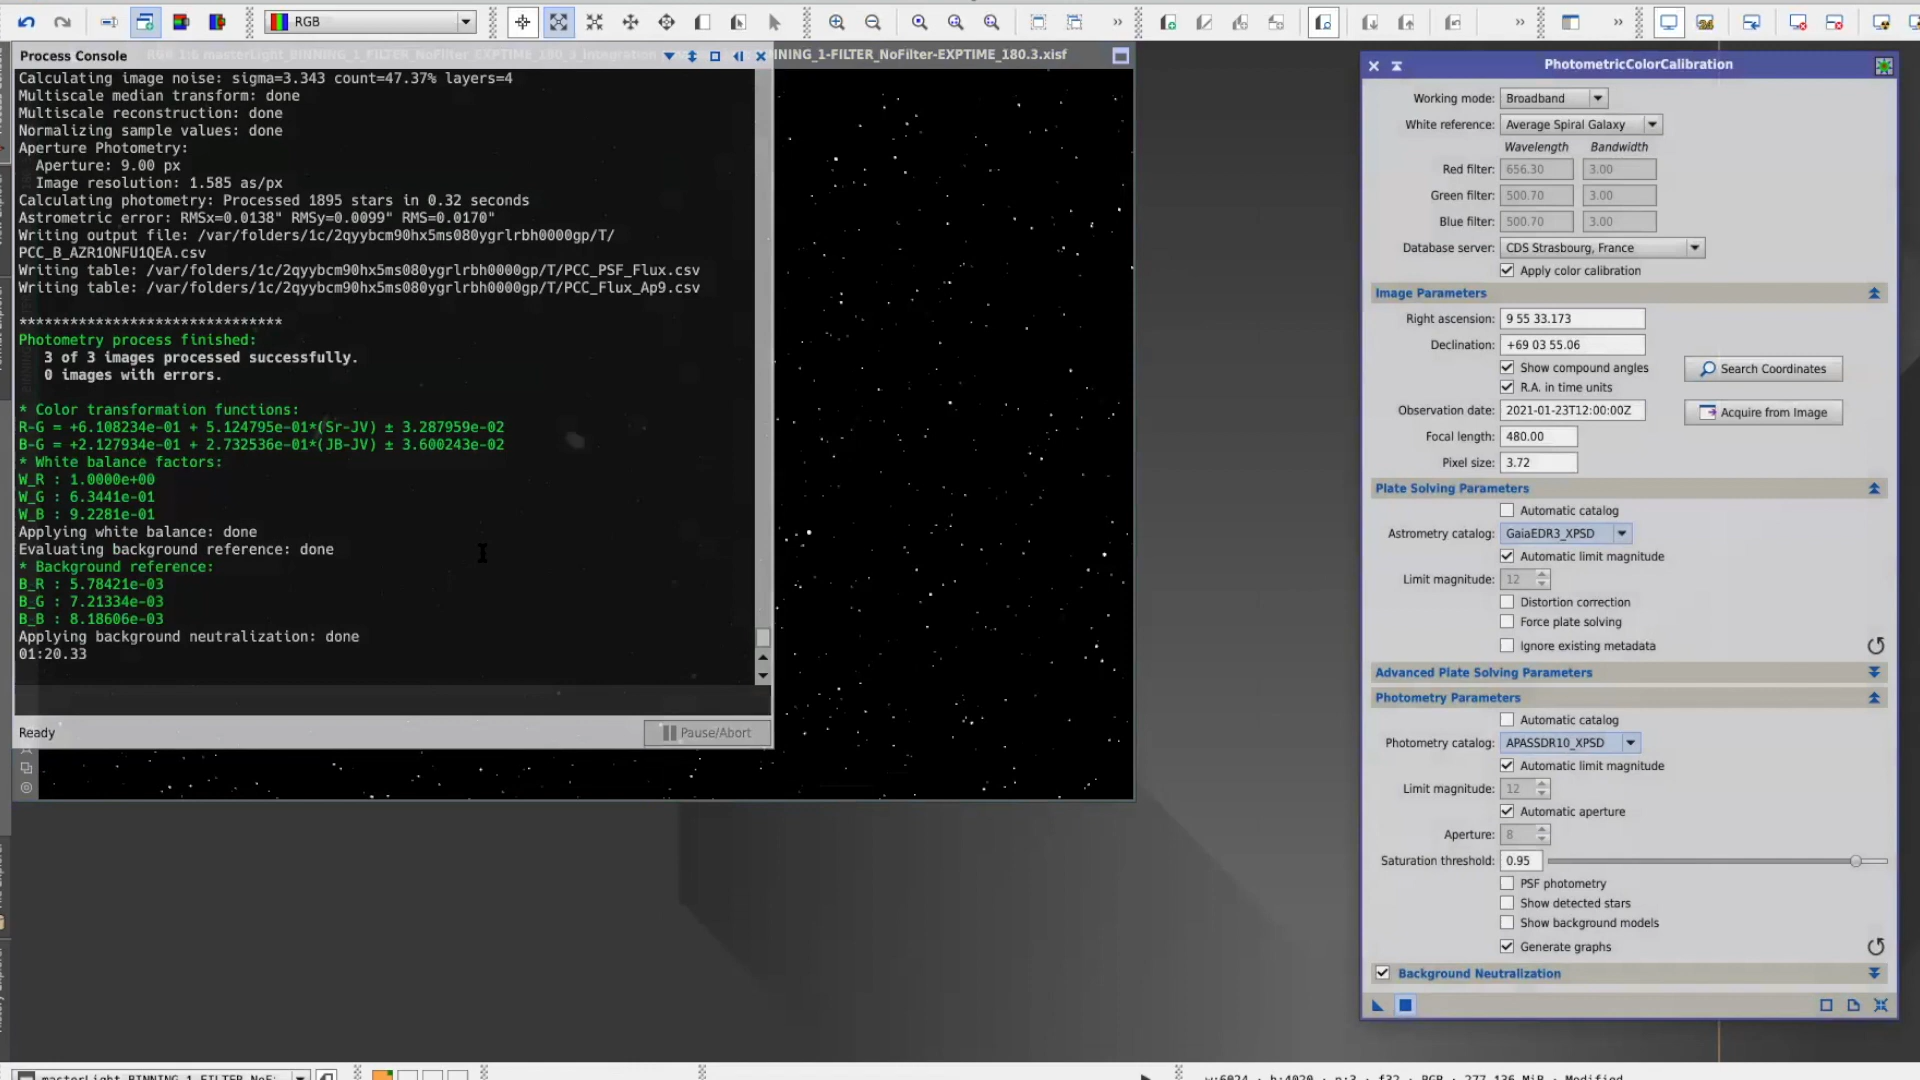 RGB
Process Console
NING_1-FILTER_NoFilter-EXPTIME_180.3.xisf
Calculating image noise: sigma=3.343 count=47.37% layers=4
Multiscale median transform: done
Multiscale reconstruction: done
Normalizing sample values: done
Aperture Photometry:
Aperture: 9.00 px
Image resolution: 1.585 as/px
Calculating photometry: Processed 1895 stars in 0.32 seconds
Astrometric error: RMSx=0.0138" RMSy=0.0099" RMS=0.0170"
Writing output file: /var/folders/1c/2qyybcm90hx5ms080ygrlrbh0000gp/T/
PCC_B_AZR1ONFU1QEA.csv
Writing table: /var/folders/1c/2qyybcm90hx5ms080ygrlrbh0000gp/T/PCC_PSF_Flux.csv
Writing table: /var/folders/1c/2qyybcm90hx5ms080ygrlrbh0000gp/T/PCC_Flux_Ap9.csv
*******************************
Photometry process finished:
3 of 3 images processed successfully.
0 images with errors.
* Color transformation functions:
R-G = +6.108234e-01 + 5.124795e-01*(Sr-JV) ± 3.287959e-02
B-G = +2.127934e-01 + 2.732536e-01*(JB-JV) ± 3.600243e-02
* White balance factors:
W_R : 1.0000e+00
W_G : 6.3441e-01
W_B : 9.2281e-01
Applying white balance: done
Evaluating background reference: done
* Background reference:
B_R : 5.78421e-03
B_G : 7.21334e-03
B_B : 8.18606e-03
Applying background neutralization: done
01:20.33
Ready
Pause/Abort
PhotometricColorCalibration
Working mode: Broadband
White reference: Average Spiral Galaxy
Wavelength Bandwidth
Red filter: 656.30 3.00
Green filter: 500.70 3.00
Blue filter: 500.70 3.00
Database server: CDS Strasbourg, France
Apply color calibration
Image Parameters
Right ascension: 9 55 33.173
Declination: +69 03 55.06
Show compound angles
Search Coordinates
R.A. in time units
Observation date: 2021-01-23T12:00:00Z
Acquire from Image
Focal length: 480.00
Pixel size: 3.72
Plate Solving Parameters
Automatic catalog
Astrometry catalog: GaiaEDR3_XPSD
Automatic limit magnitude
Limit magnitude: 12
Distortion correction
Force plate solving
Ignore existing metadata
Advanced Plate Solving Parameters
Photometry Parameters
Automatic catalog
Photometry catalog: APASSDR10_XPSD
Automatic limit magnitude
Limit magnitude: 12
Automatic aperture
Aperture: 8
Saturation threshold: 0.95
PSF photometry
Show detected stars
Show background models
Generate graphs
Background Neutralization